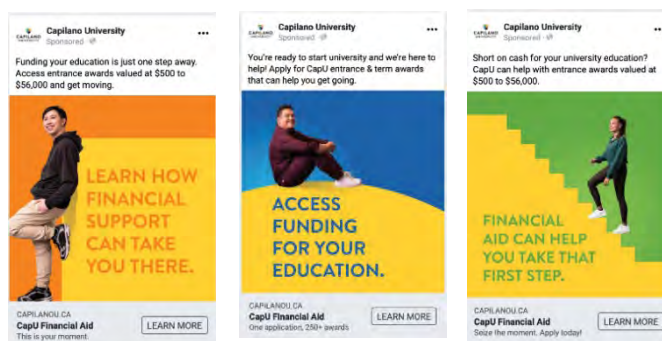 CAPILANO
UNIVERSITY
Capilano University
Sponsored
Funding your education is just one step away.
Access entrance awards valued at $500 to
$56,000 and get moving.
LEARN HOW
FINANCIAL
SUPPORT
CAN TAKE
YOU THERE.
CAPILANOU.CA
CapU Financial Aid
This is your moment.
LEARN MORE
CAPILANO
UNIVERSITY
Capilano University
Sponsored
You're ready to start university and we're here to
help! Apply for CapU entrance & term awards
that can help you get going.
ACCESS
FUNDING
FOR YOUR
EDUCATION.
CAPILANOU.CA
CapU Financial Aid
One application, 250+ awards
LEARN MORE
CAPILANO
UNIVERSITY
Capilano University
Sponsored
Short on cash for your university education?
CapU can help with entrance awards valued at
$500 to $56,000.
FINANCIAL
AID CAN HELP
YOU TAKE THAT
FIRST STEP.
CAPILANOU.CA
CapU Financial Aid
Seize the moment. Apply today!
LEARN MORE